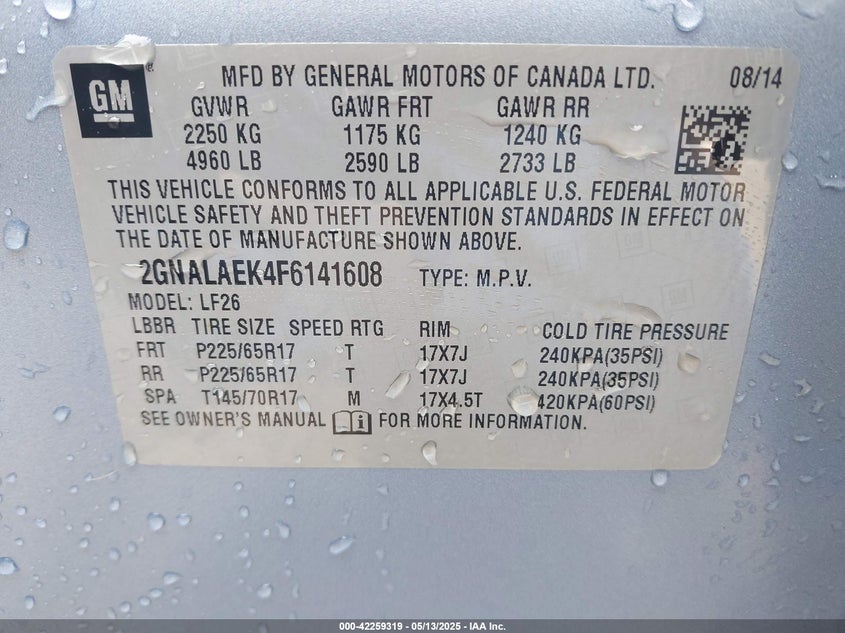 GM
MFD BY GENERAL MOTORS OF CANADA LTD. 08/14
GVWR GAWR FRT GAWR RR
2250 KG 1175 KG 1240 KG
4960 LB 2590 LB 2733 LB
THIS VEHICLE CONFORMS TO ALL APPLICABLE U.S. FEDERAL MOTOR
VEHICLE SAFETY AND THEFT PREVENTION STANDARDS IN EFFECT ON
THE DATE OF MANUFACTURE SHOWN ABOVE.
2GNALAEK4F6141608 TYPE: M.P.V.
MODEL: LF26
LBBR TIRE SIZE SPEED RTG RIM COLD TIRE PRESSURE
FRT P225/65R17 T 17X7J 240KPA(35PSI)
RR P225/65R17 T 17X7J 240KPA(35PSI)
SPA T145/70R17 M 17X4.5T 420KPA(60PSI)
SEE OWNER'S MANUAL FOR MORE INFORMATION.
000-42259319 - 05/13/2025 - IAA Inc.